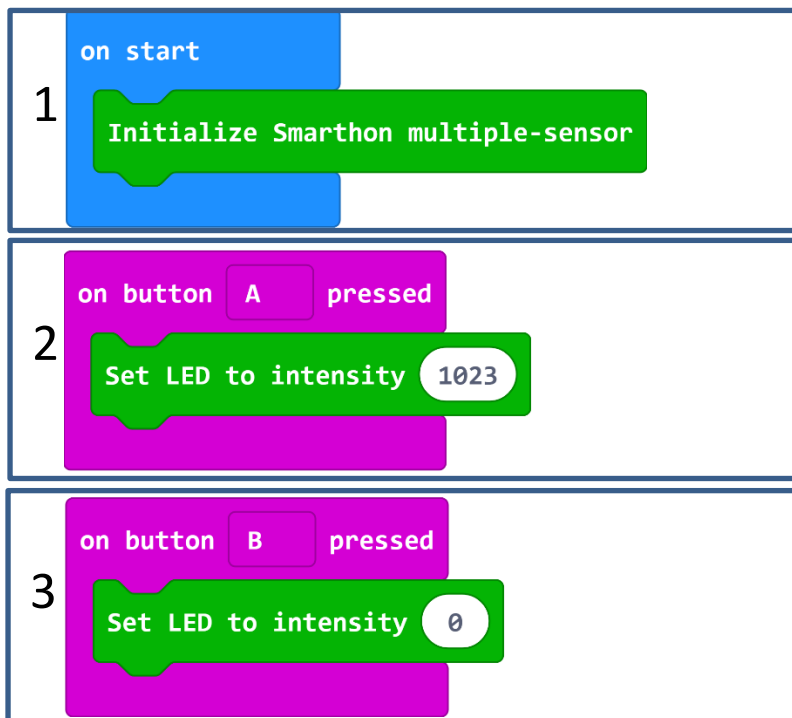 1
on start
Initialize Smarthon multiple-sensor
2
on button A pressed
Set LED to intensity 1023
3
on button B pressed
Set LED to intensity 0